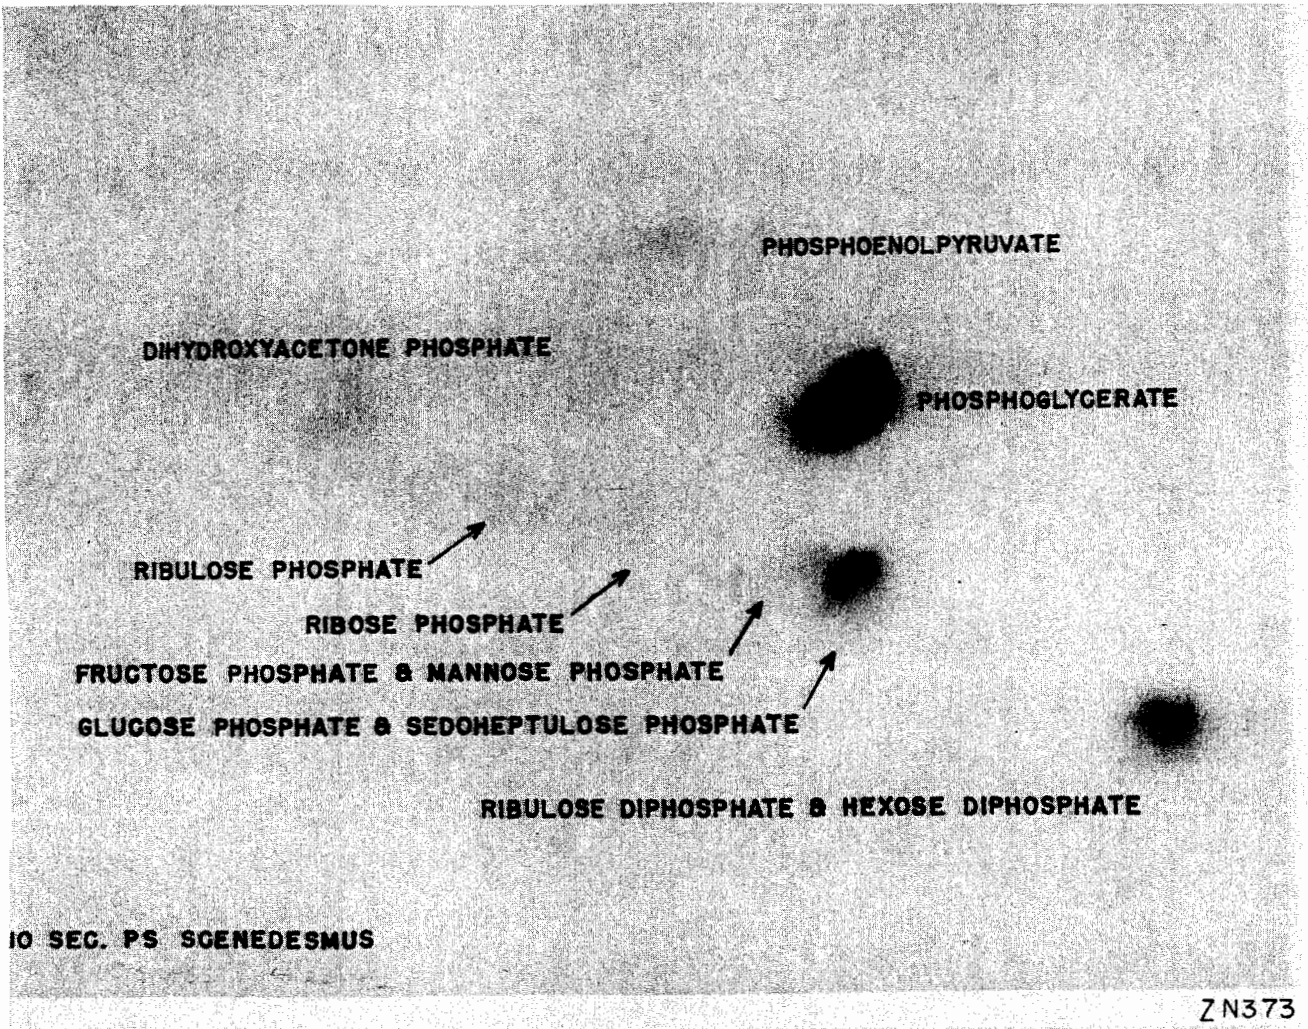 PHOSPHOENOLPYRUVATE
DIHYDROXYACETONE PHOSPHATE
PHOSPHOGLYCERATE
RIBULOSE PHOSPHATE
RIBOSE PHOSPHATE
FRUCTOSE PHOSPHATE & MANNOSE PHOSPHATE
GLUCOSE PHOSPHATE & SEDOHEPTULOSE PHOSPHATE
RIBULOSE DIPHOSPHATE & HEXOSE DIPHOSPHATE
10 SEC. PS SCENEDESMUS
ZN373